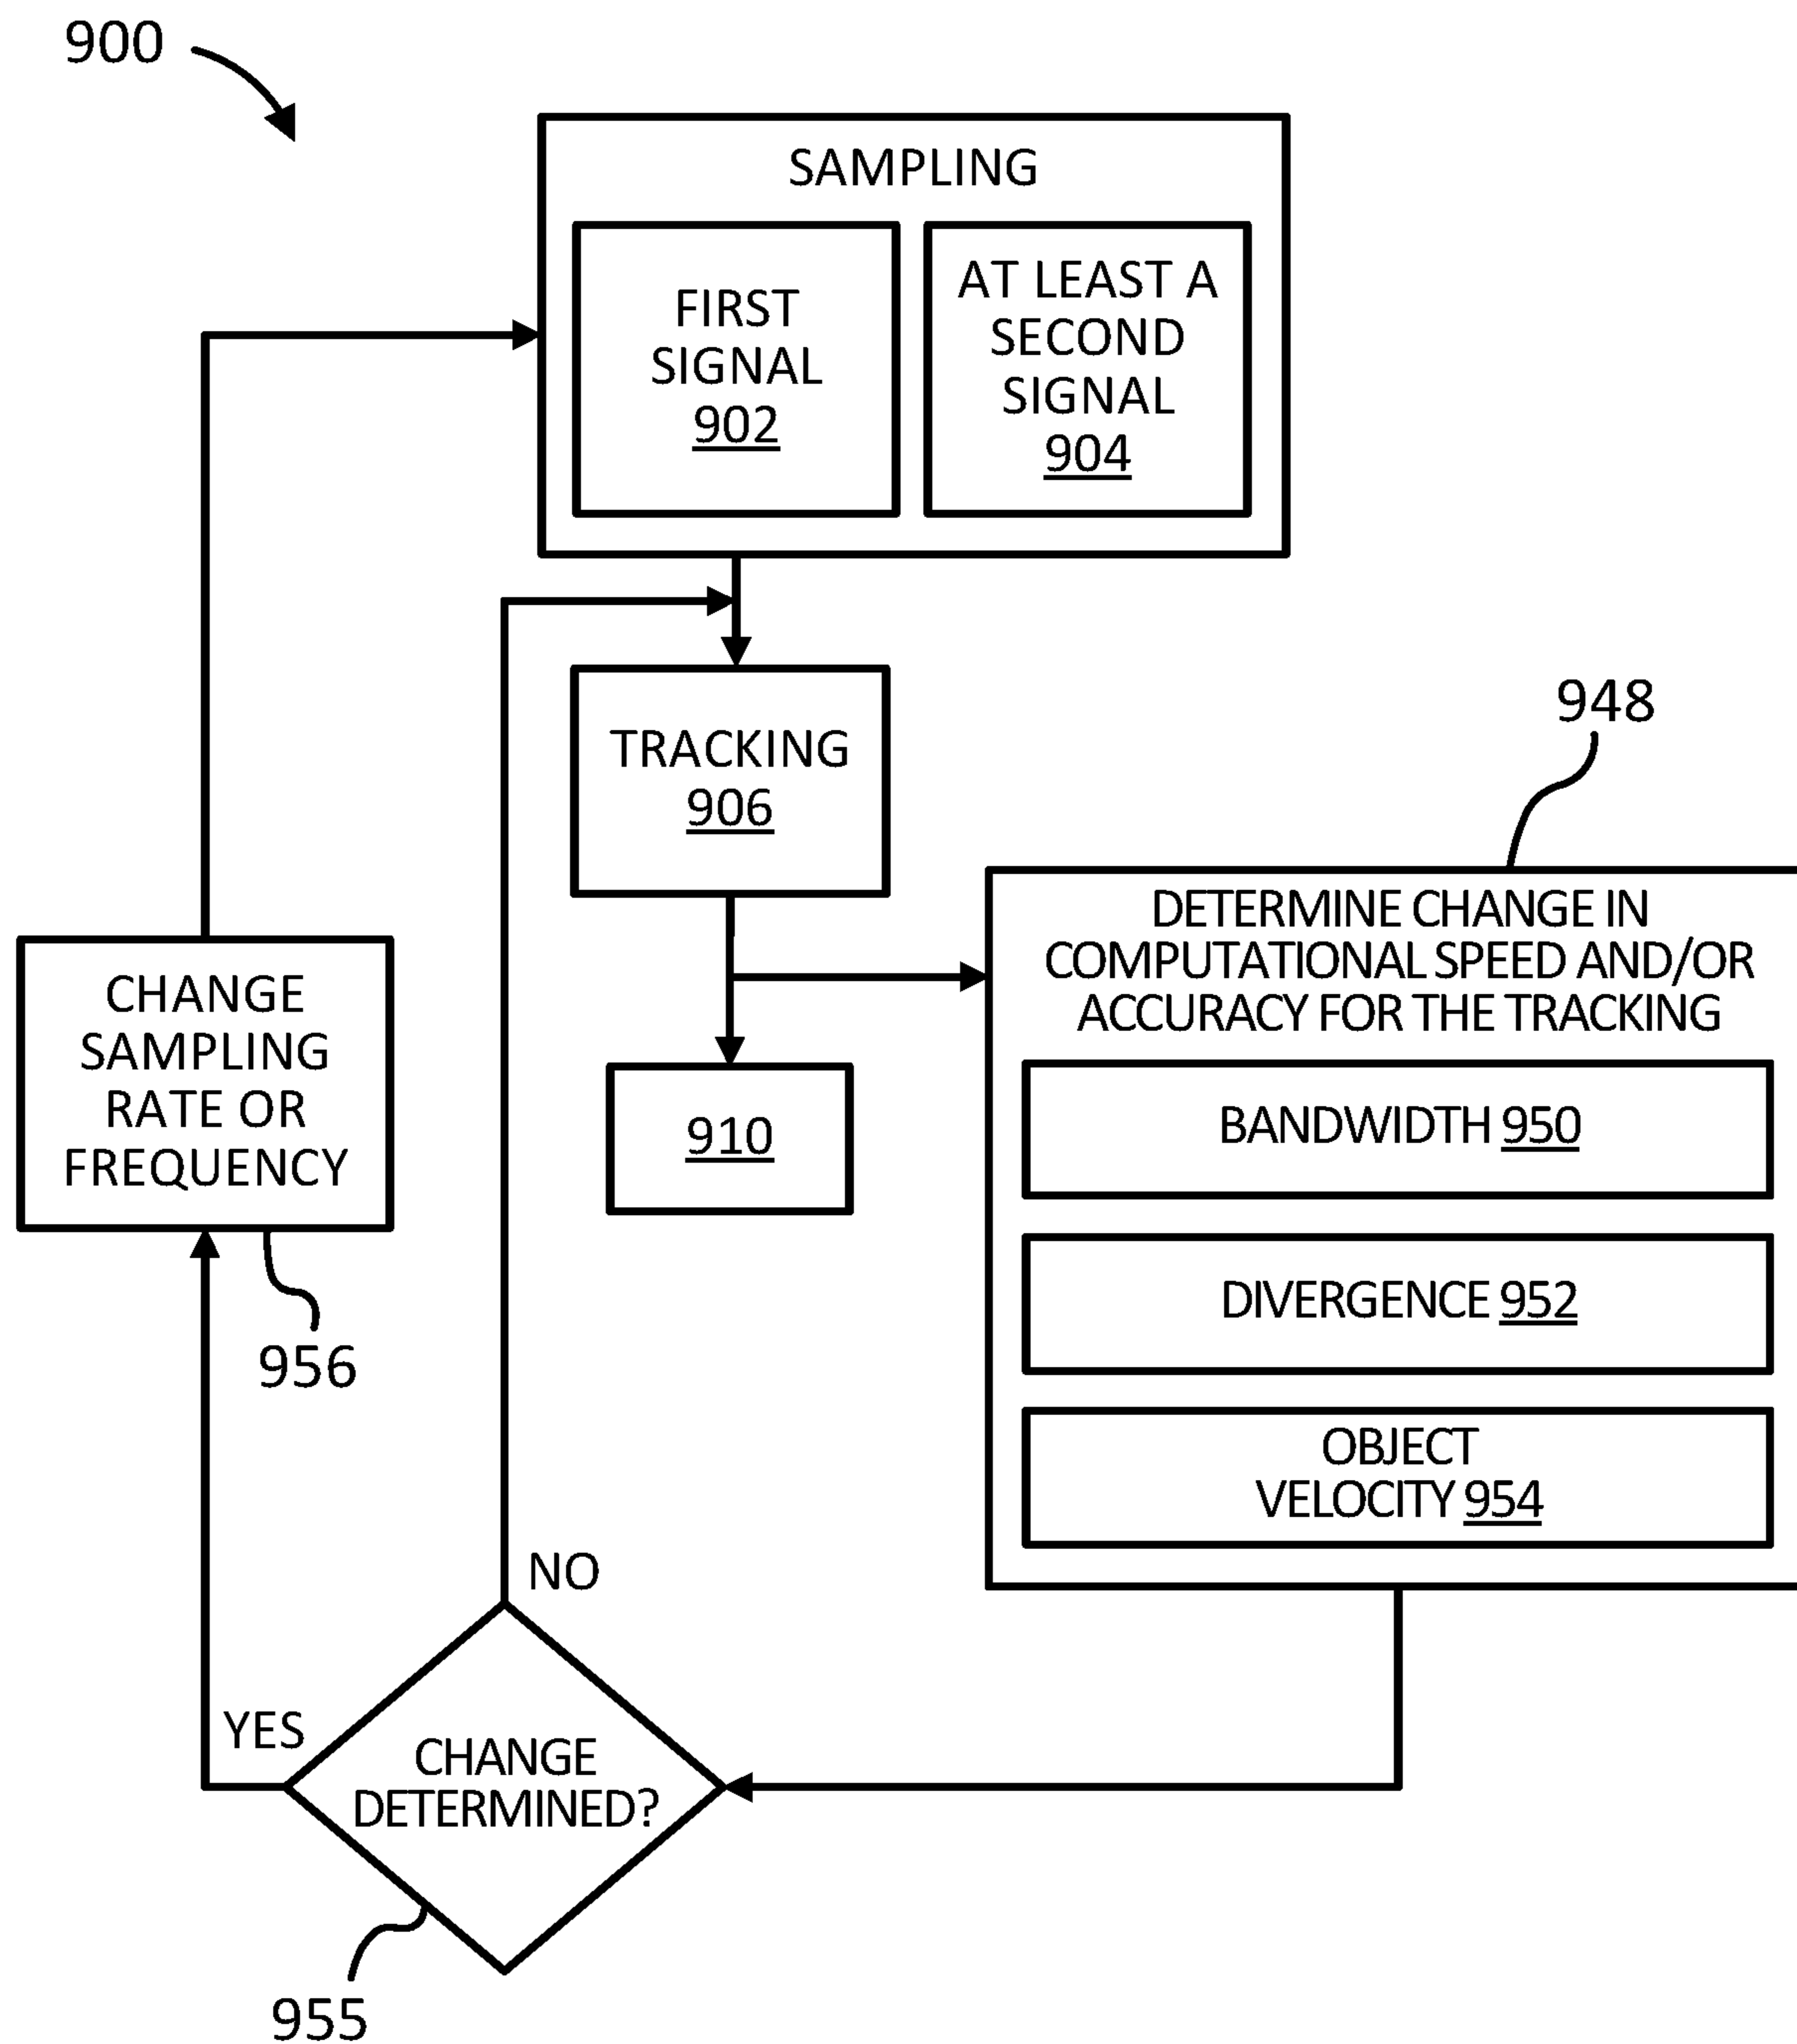 900
SAMPLING
FIRST
SIGNAL
902
AT LEAST A
SECOND
SIGNAL
904
TRACKING
906
948
DETERMINE CHANGE IN
COMPUTATIONAL SPEED AND/OR
ACCURACY FOR THE TRACKING
BANDWIDTH 950
DIVERGENCE 952
OBJECT
VELOCITY 954
910
CHANGE
SAMPLING
RATE OR
FREQUENCY
956
NO
YES
CHANGE
DETERMINED?
955